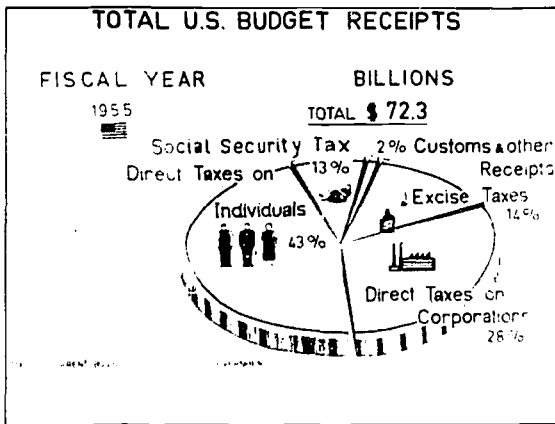 TOTAL U.S. BUDGET RECEIPTS
FISCAL YEAR
1955
BILLIONS
TOTAL $ 72.3
Social Security Tax
13%
2% Customs & other
Receipts
Direct Taxes on
Individuals
43%
Excise Taxes
14%
Direct Taxes on
Corporations
28%